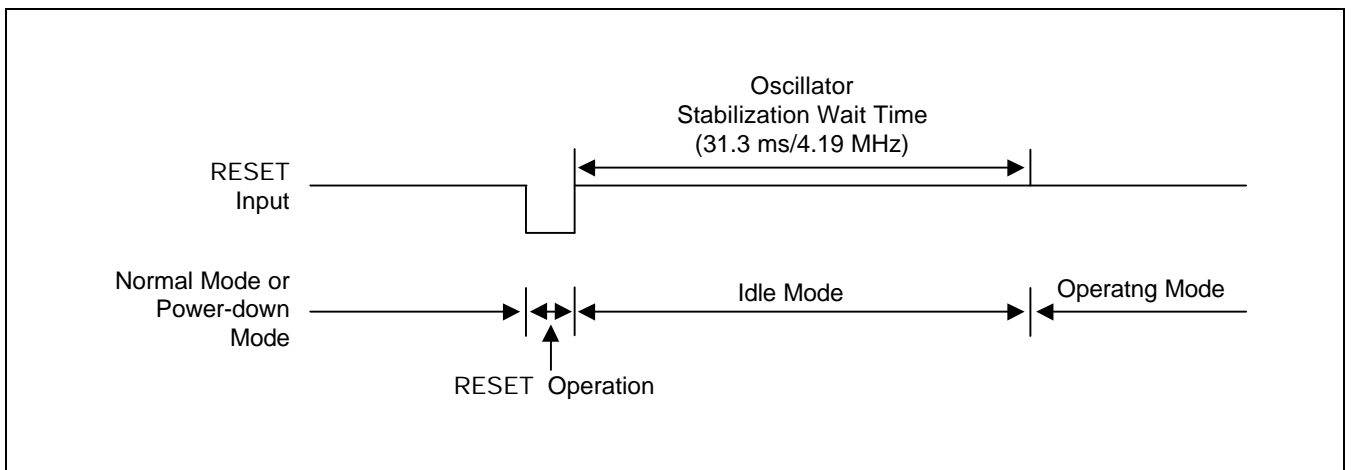 Oscillator
Stabilization Wait Time
(31.3 ms/4.19 MHz)
RESET
Input
Normal Mode or
Power-down
Mode
Idle Mode
Operatng Mode
RESET Operation